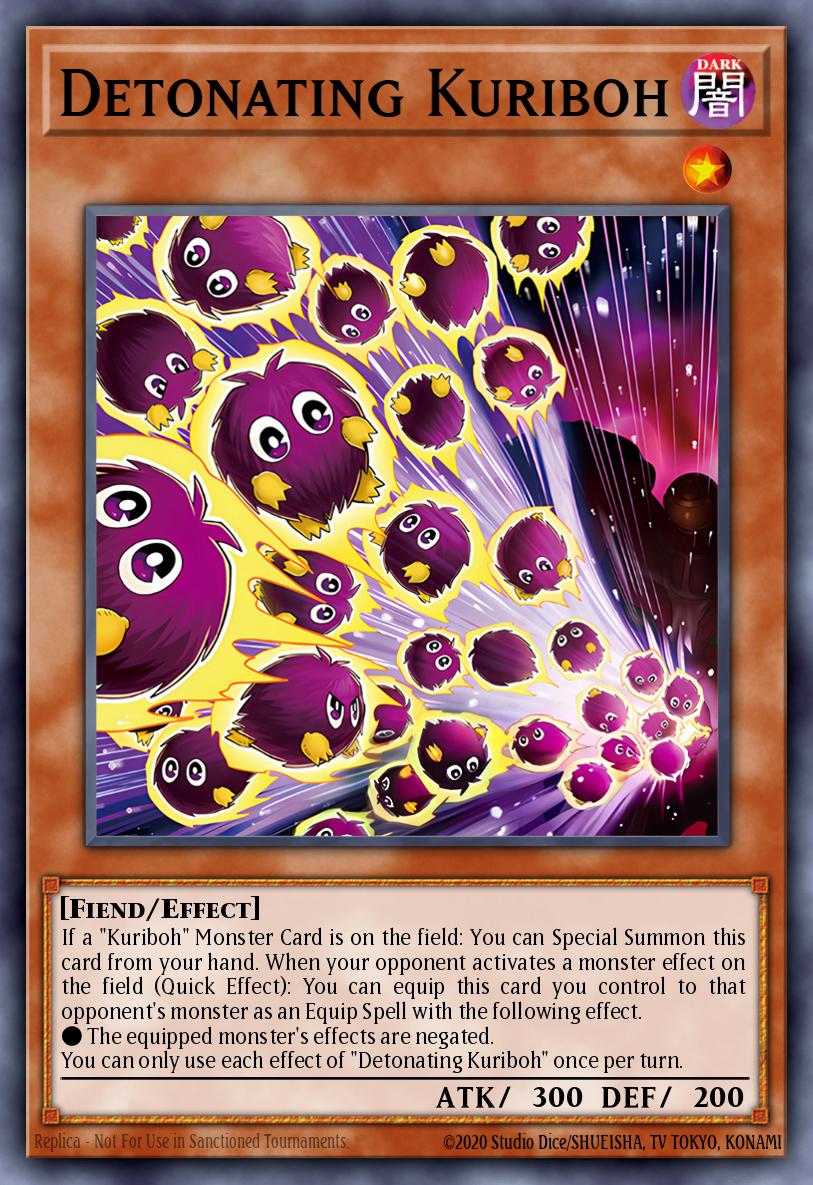 Detonating Kuriboh
DARK
闇
[Fiend/Effect]
If a "Kuriboh" Monster Card is on the field: You can Special Summon this
card from your hand. When your opponent activates a monster effect on
the field (Quick Effect): You can equip this card you control to that
opponent's monster as an Equip Spell with the following effect.
● The equipped monster's effects are negated.
You can only use each effect of "Detonating Kuriboh" once per turn.
ATK/ 300 DEF/ 200
Replica - Not For Use in Sanctioned Tournaments.
©2020 Studio Dice/SHUEISHA, TV TOKYO, KONAMI